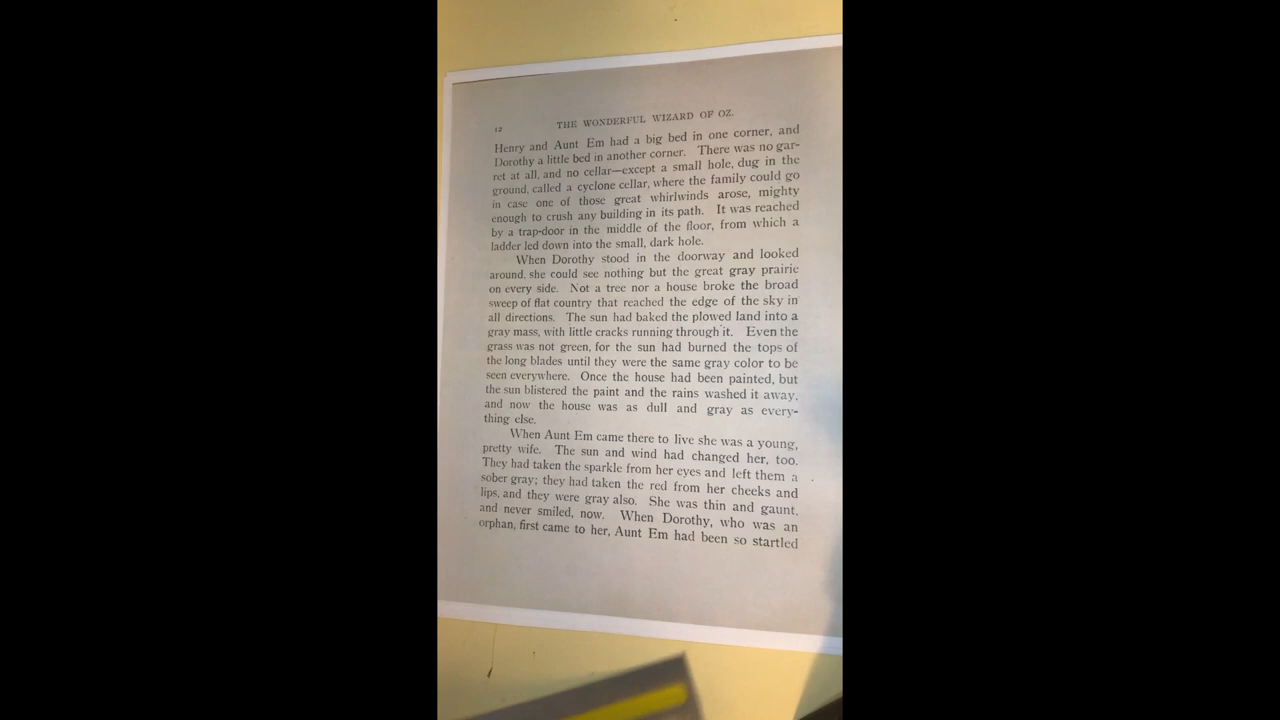 12
THE WONDERFUL WIZARD OF OZ.
Henry and Aunt Em had a big bed in one corner, and
Dorothy a little bed in another corner. There was no gar-
ret at all, and no cellar—except a small hole, dug in the
ground, called a cyclone cellar, where the family could go
in case one of those great whirlwinds arose, mighty
enough to crush any building in its path. It was reached
by a trap-door in the middle of the floor, from which a
ladder led down into the small, dark hole.
When Dorothy stood in the doorway and looked
around, she could see nothing but the great gray prairie
on every side. Not a tree nor a house broke the broad
sweep of flat country that reached the edge of the sky in
all directions. The sun had baked the plowed land into a
gray mass, with little cracks running through it. Even the
grass was not green, for the sun had burned the tops of
the long blades until they were the same gray color to be
seen everywhere. Once the house had been painted, but
the sun blistered the paint and the rains washed it away,
and now the house was as dull and gray as every-
thing else.
When Aunt Em came there to live she was a young,
pretty wife. The sun and wind had changed her, too.
They had taken the sparkle from her eyes and left them a
sober gray; they had taken the red from her cheeks and
lips, and they were gray also. She was thin and gaunt,
and never smiled, now. When Dorothy, who was an
orphan, first came to her, Aunt Em had been so startled